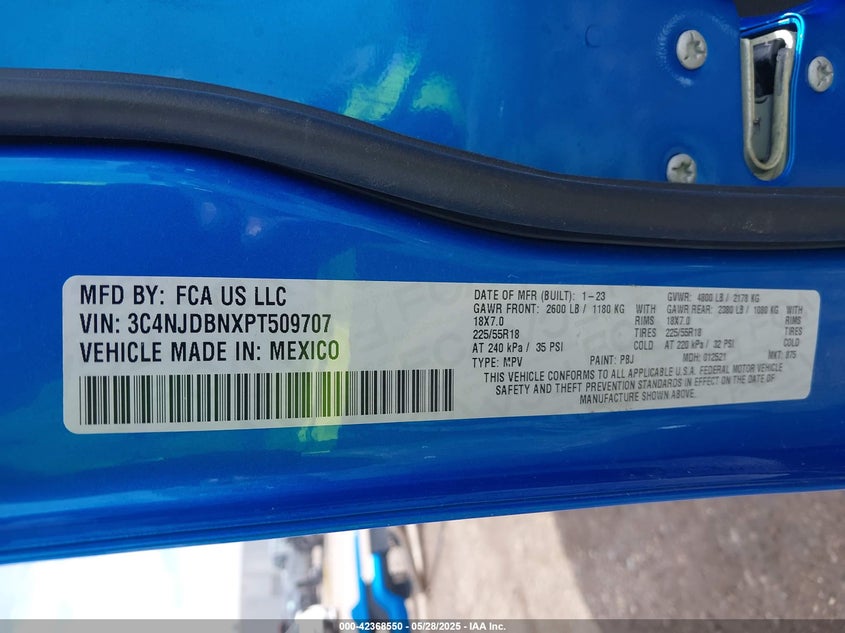 MFD BY: FCA US LLC
VIN: 3C4NJDBNXPT509707
VEHICLE MADE IN: MEXICO
DATE OF MFR (BUILT): 1-23 GVWR: 4800 LB / 2178 KG
GAWR FRONT: 2600 LB / 1180 KG WITH GAWR REAR: 2380 LB / 1080 KG
18X7.0 RIMS 18X7.0
225/55R18 TIRES 225/55R18
AT 240 kPa / 35 PSI COLD AT 220 kPa / 32 PSI
TYPE: MPV PAINT: PBJ MDH: 012521 MKT: 875
THIS VEHICLE CONFORMS TO ALL APPLICABLE U.S.A. FEDERAL MOTOR VEHICLE
SAFETY AND THEFT PREVENTION STANDARDS IN EFFECT ON THE DATE OF
MANUFACTURE SHOWN ABOVE.
000-42368550 - 05/28/2025 - IAA Inc.